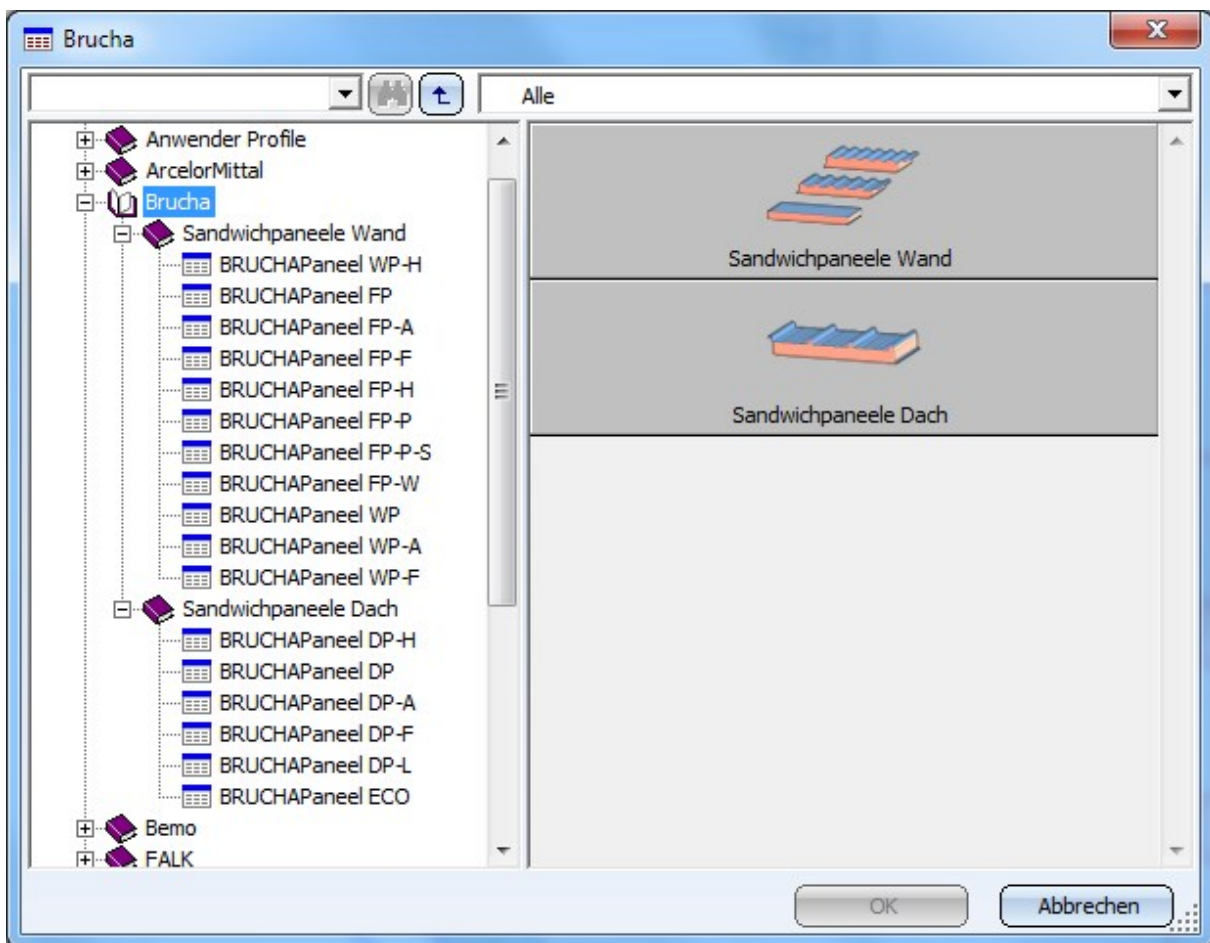 Brucha
Alle
Anwender Profile
ArcelorMittal
Brucha
Sandwichpaneele Wand
BRUCHAPaneel WP-H
BRUCHAPaneel FP
BRUCHAPaneel FP-A
BRUCHAPaneel FP-F
BRUCHAPaneel FP-H
BRUCHAPaneel FP-P
BRUCHAPaneel FP-P-S
BRUCHAPaneel FP-W
BRUCHAPaneel WP
BRUCHAPaneel WP-A
BRUCHAPaneel WP-F
Sandwichpaneele Dach
BRUCHAPaneel DP-H
BRUCHAPaneel DP
BRUCHAPaneel DP-A
BRUCHAPaneel DP-F
BRUCHAPaneel DP-L
BRUCHAPaneel ECO
Bemo
FALK
Sandwichpaneele Wand
Sandwichpaneele Dach
OK
Abbrechen